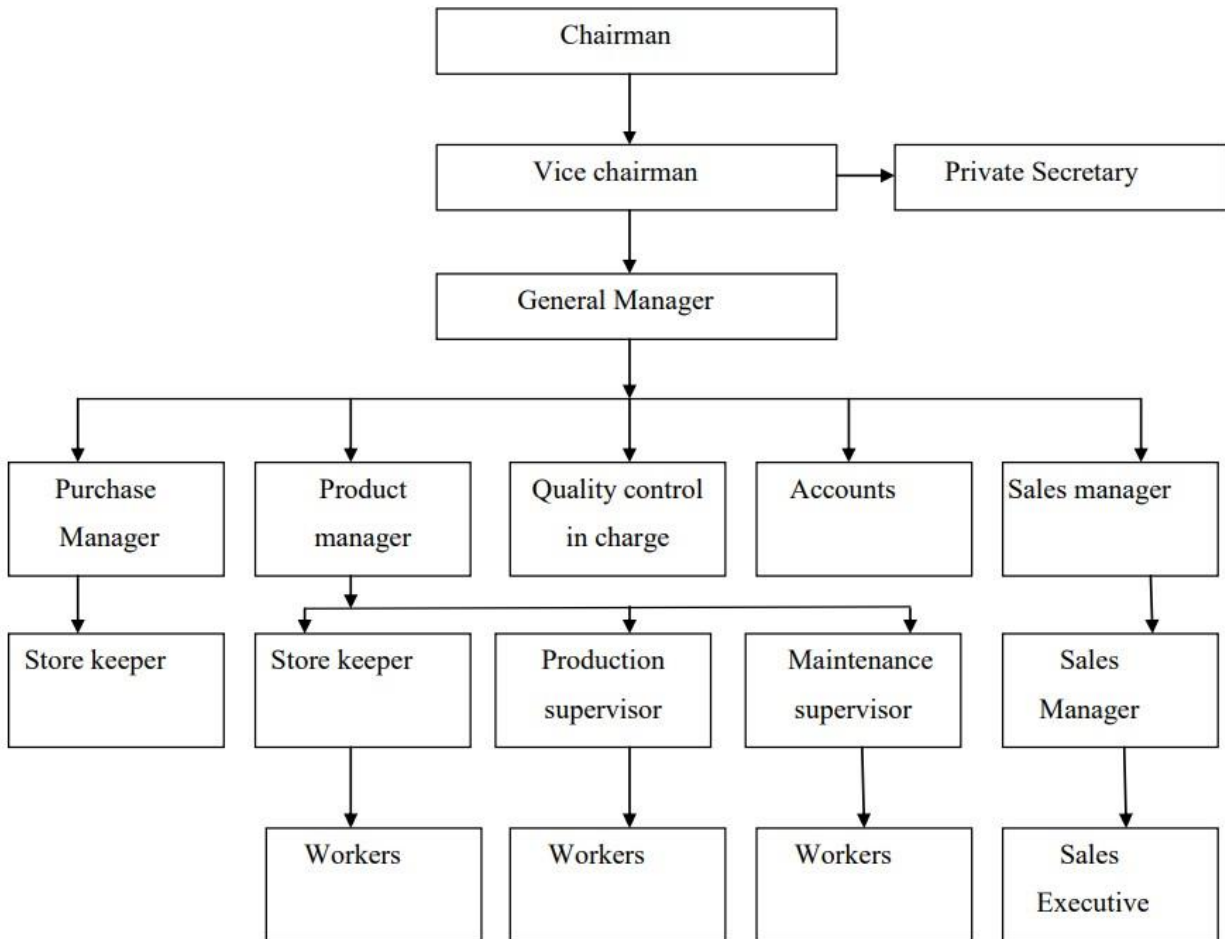 Chairman
Vice chairman
Private Secretary
General Manager
Purchase
Manager
Product
manager
Quality control
in charge
Accounts
Sales manager
Store keeper
Store keeper
Production
supervisor
Maintenance
supervisor
Sales
Manager
Workers
Workers
Workers
Sales
Executive